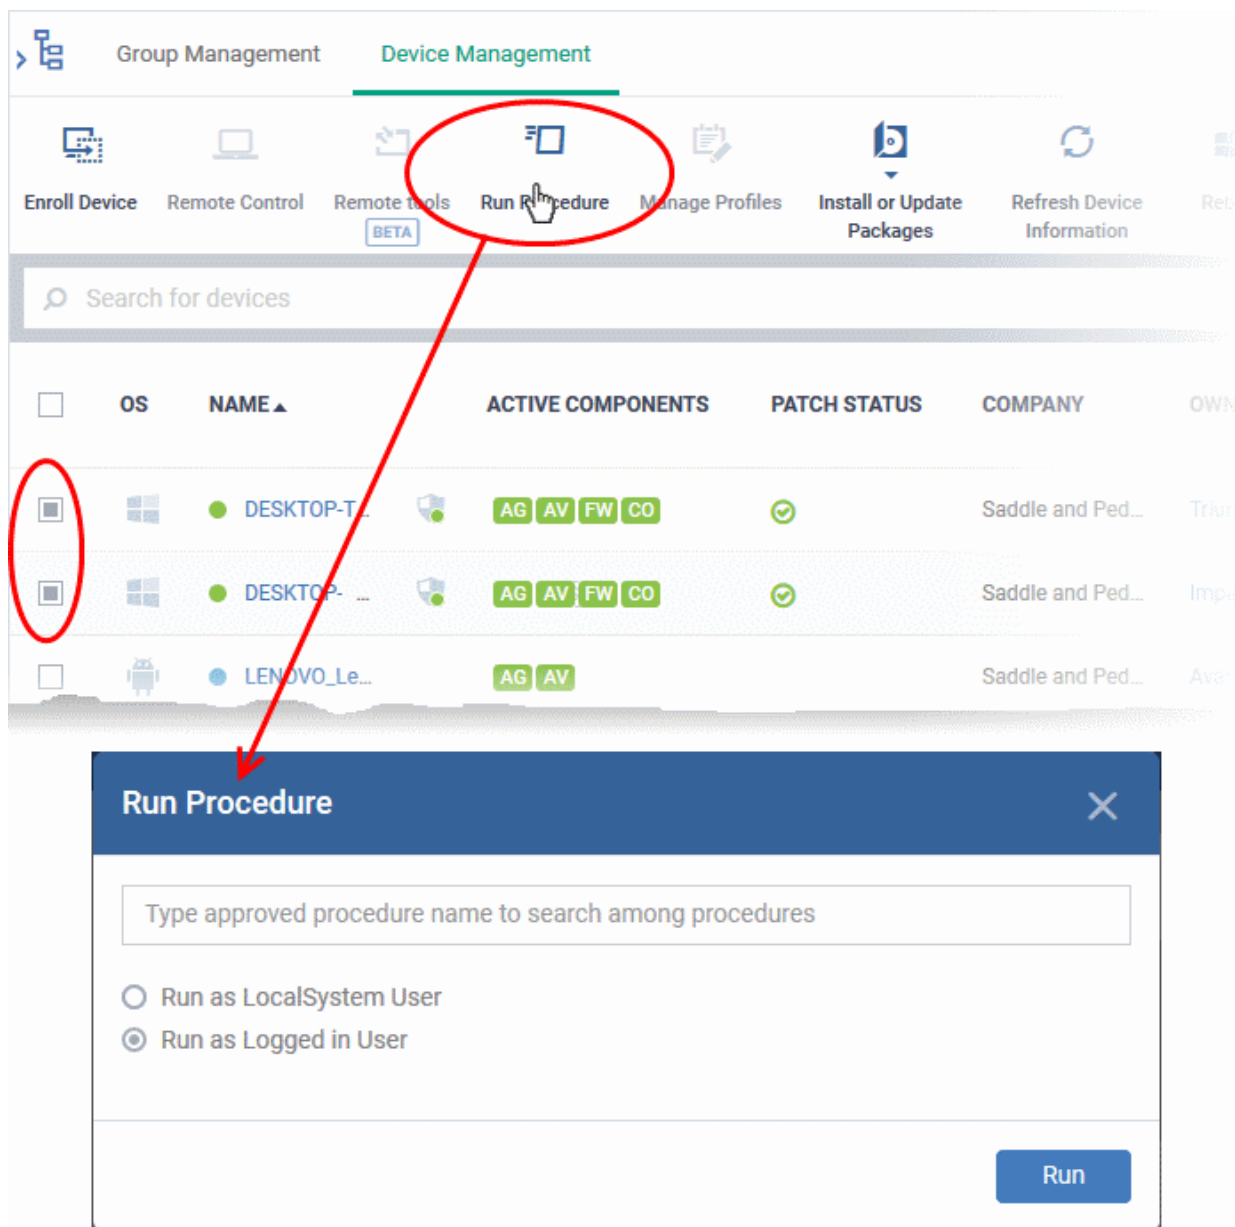 Group Management Device Management
Enroll Device Remote Control Remote tools Run Procedure Manage Profiles Install or Update Packages Refresh Device Information
BETA
Search for devices
OS NAME ACTIVE COMPONENTS PATCH STATUS COMPANY
DESKTOP-T... AG AV FW CO Saddle and Ped...
DESKTOP- ... AG AV FW CO Saddle and Ped...
LENOVO_Le... AG AV Saddle and Ped...
Run Procedure
Type approved procedure name to search among procedures
Run as LocalSystem User
Run as Logged in User
Run